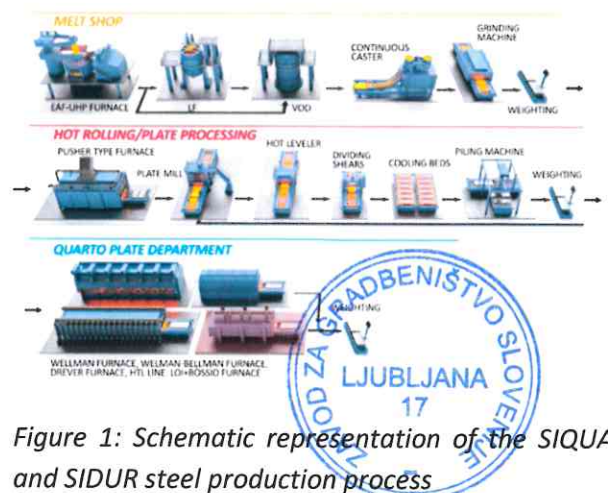 MELT SHOP
EAF-UHP FURNACE
LF
VOD
CONTINUOUS
CASTER
GRINDING
MACHINE
WEIGHTING
HOT ROLLING/PLATE PROCESSING
PUSHER TYPE FURNACE
PLATE MILL
HOT LEVELER
DIVIDING
SHEARS
COOLING BEDS
PILING MACHINE
WEIGHTING
QUARTO PLATE DEPARTMENT
WEIGHTING
WELLMAN FURNACE, WELMAN-BELLMAN FURNACE,
DREVER FURNACE, HTL LINE LOI+BOSSIO FURNACE
ZAVOD ZA GRADBENIŠTVO SLOVENIJE
LJUBLJANA
17
Figure 1: Schematic representation of the SIQUA
and SIDUR steel production process